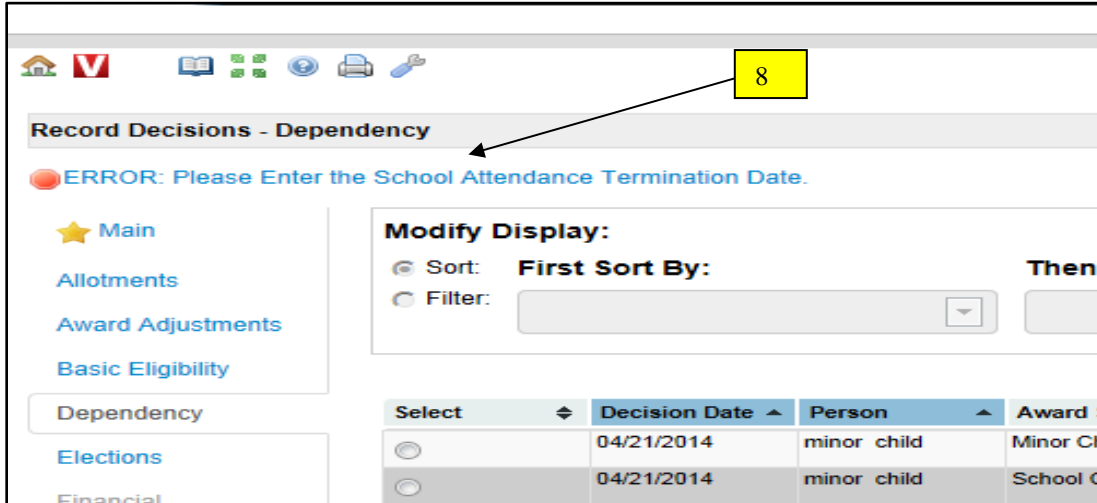 V
8
Record Decisions - Dependency
ERROR: Please Enter the School Attendance Termination Date.
Main
Allotments
Award Adjustments
Basic Eligibility
Dependency
Elections
Financial
Modify Display:
Sort: First Sort By: Then
Filter:
Select Decision Date Person Award
04/21/2014 minor child Minor
04/21/2014 minor child School